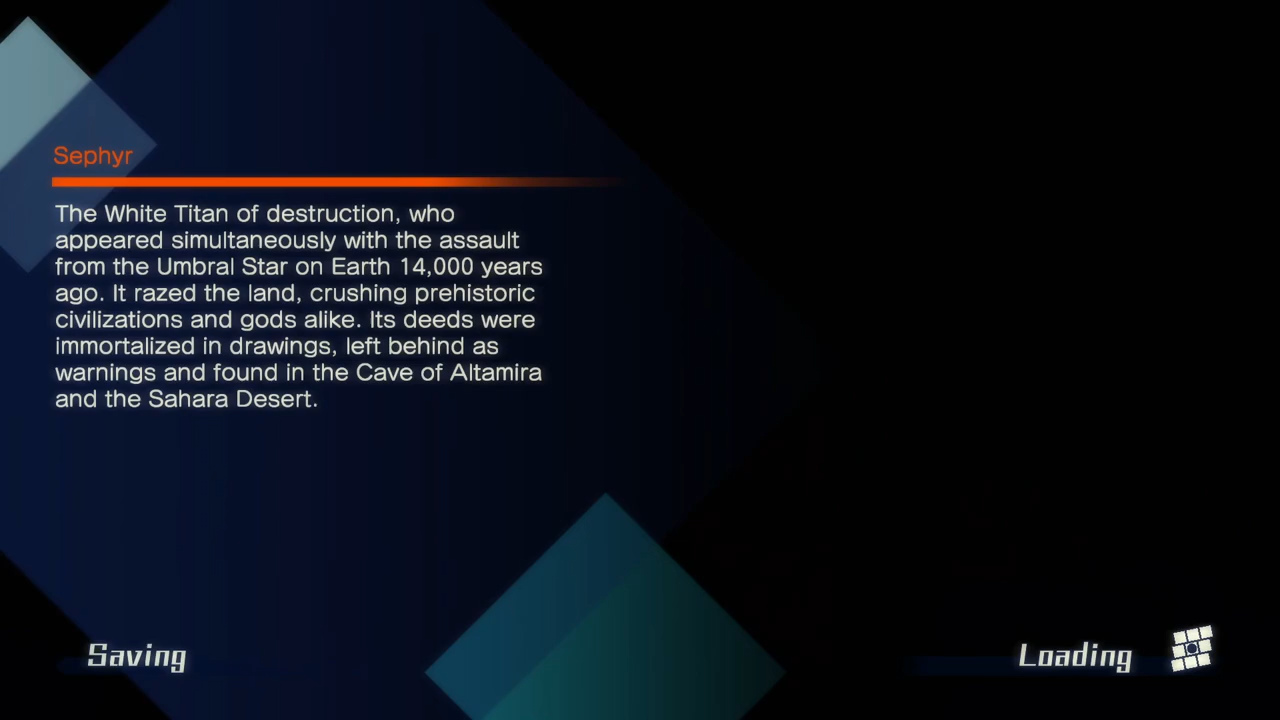 Sephyr
The White Titan of destruction, who
appeared simultaneously with the assault
from the Umbral Star on Earth 14,000 years
ago. It razed the land, crushing prehistoric
civilizations and gods alike. Its deeds were
immortalized in drawings, left behind as
warnings and found in the Cave of Altamira
and the Sahara Desert.
Saving
Loading